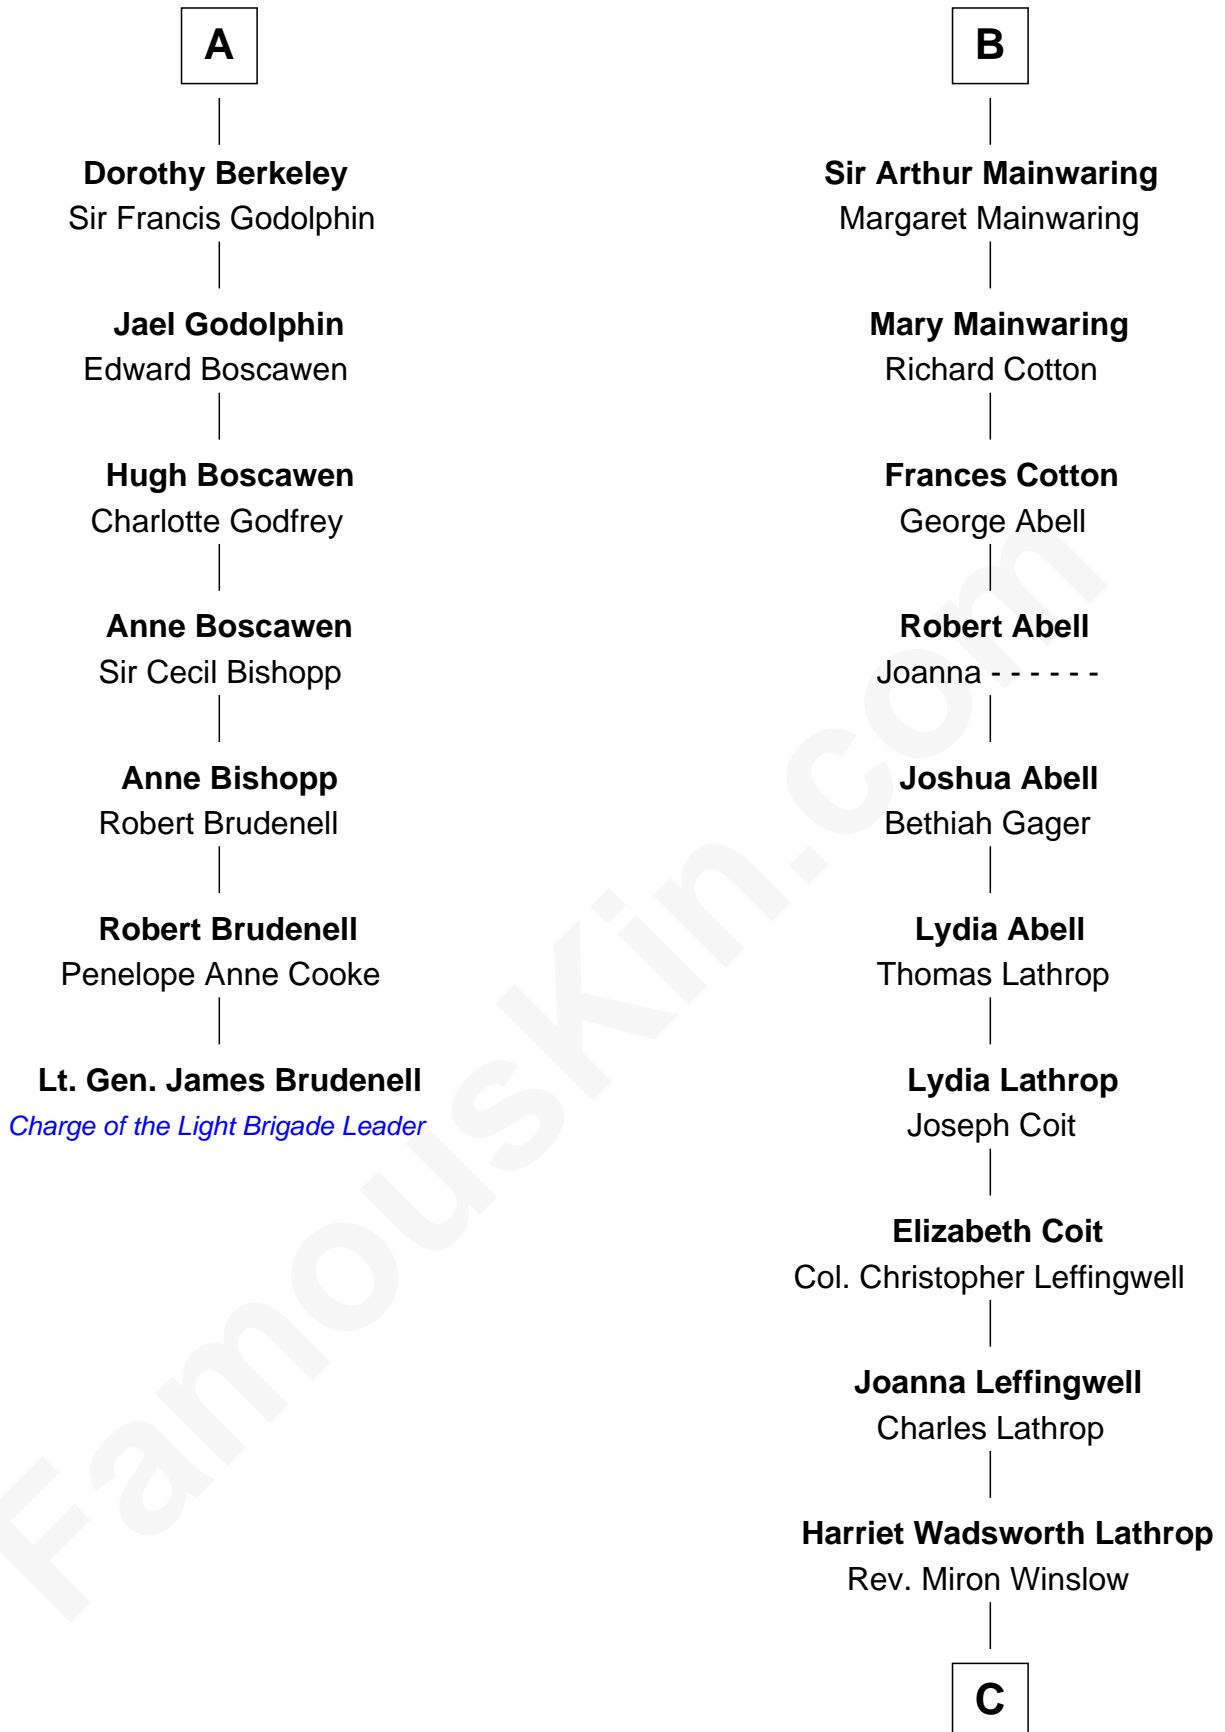 A
Dorothy Berkeley
Sir Francis Godolphin
Jael Godolphin
Edward Boscawen
Hugh Boscawen
Charlotte Godfrey
Anne Boscawen
Sir Cecil Bishopp
Anne Bishopp
Robert Brudenell
Robert Brudenell
Penelope Anne Cooke
Lt. Gen. James Brudenell
Charge of the Light Brigade Leader
B
Sir Arthur Mainwaring
Margaret Mainwaring
Mary Mainwaring
Richard Cotton
Frances Cotton
George Abell
Robert Abell
Joanna - - - - - -
Joshua Abell
Bethiah Gager
Lydia Abell
Thomas Lathrop
Lydia Lathrop
Joseph Coit
Elizabeth Coit
Col. Christopher Leffingwell
Joanna Leffingwell
Charles Lathrop
Harriet Wadsworth Lathrop
Rev. Miron Winslow
C
FamousKin.com